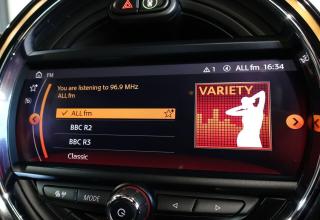 FM
1
4
ALL fm 16:34
You are listening to 96.9 MHz
ALL fm
VARIETY
ALL fm
BBC R2
BBC R3
Classic
MODE